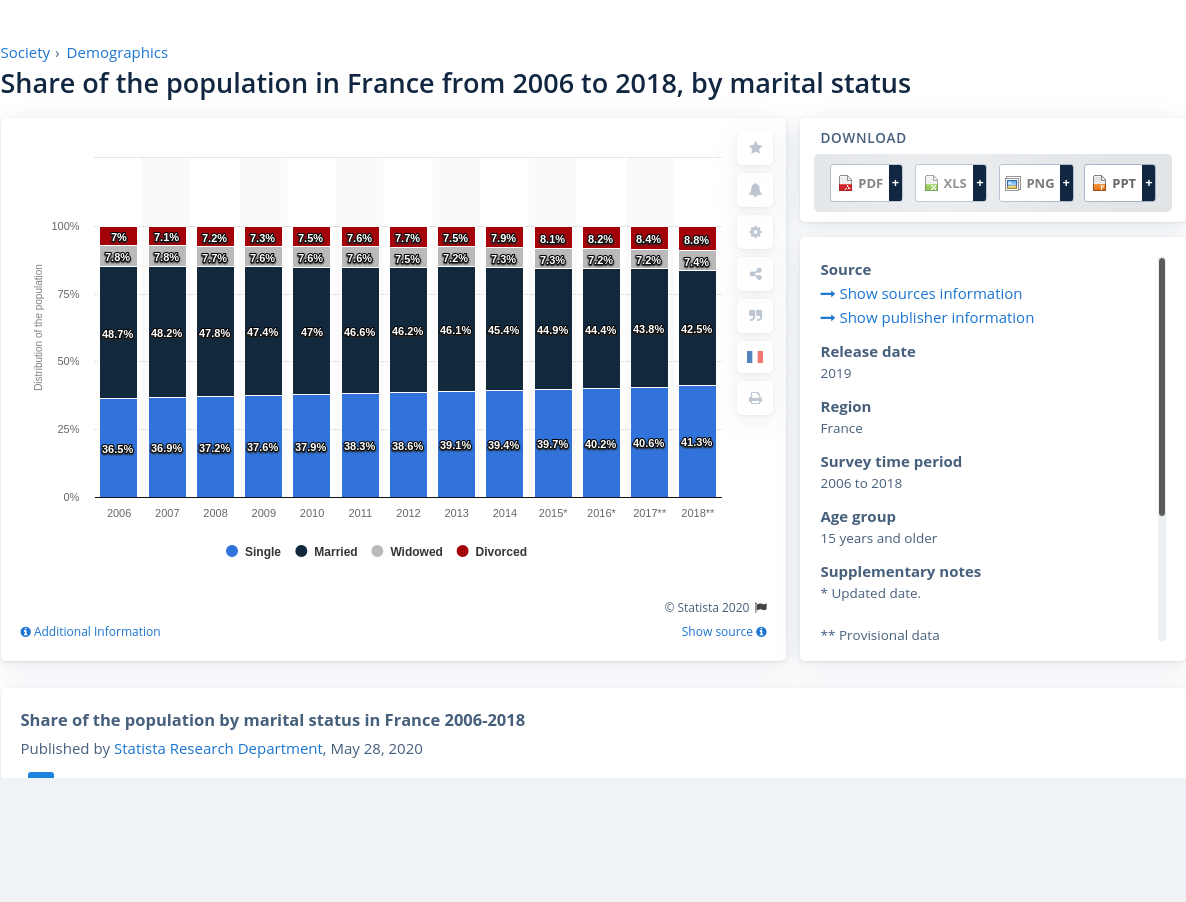 Society › Demographics
Share of the population in France from 2006 to 2018, by marital status
Distribution of the population
100%
75%
50%
25%
0%
7% 7.1% 7.2% 7.3% 7.5% 7.6% 7.7% 7.5% 7.9% 8.1% 8.2% 8.4% 8.8%
7.8% 7.8% 7.7% 7.6% 7.6% 7.6% 7.5% 7.2% 7.3% 7.3% 7.2% 7.2% 7.4%
48.7% 48.2% 47.8% 47.4% 47% 46.6% 46.2% 46.1% 45.4% 44.9% 44.4% 43.8% 42.5%
36.5% 36.9% 37.2% 37.6% 37.9% 38.3% 38.6% 39.1% 39.4% 39.7% 40.2% 40.6% 41.3%
2006 2007 2008 2009 2010 2011 2012 2013 2014 2015* 2016* 2017** 2018**
Single Married Widowed Divorced
© Statista 2020
Additional Information
Show source
DOWNLOAD
PDF + XLS + PNG + PPT +
Source
Show sources information
Show publisher information
Release date
2019
Region
France
Survey time period
2006 to 2018
Age group
15 years and older
Supplementary notes
* Updated date.
** Provisional data
Share of the population by marital status in France 2006-2018
Published by Statista Research Department, May 28, 2020